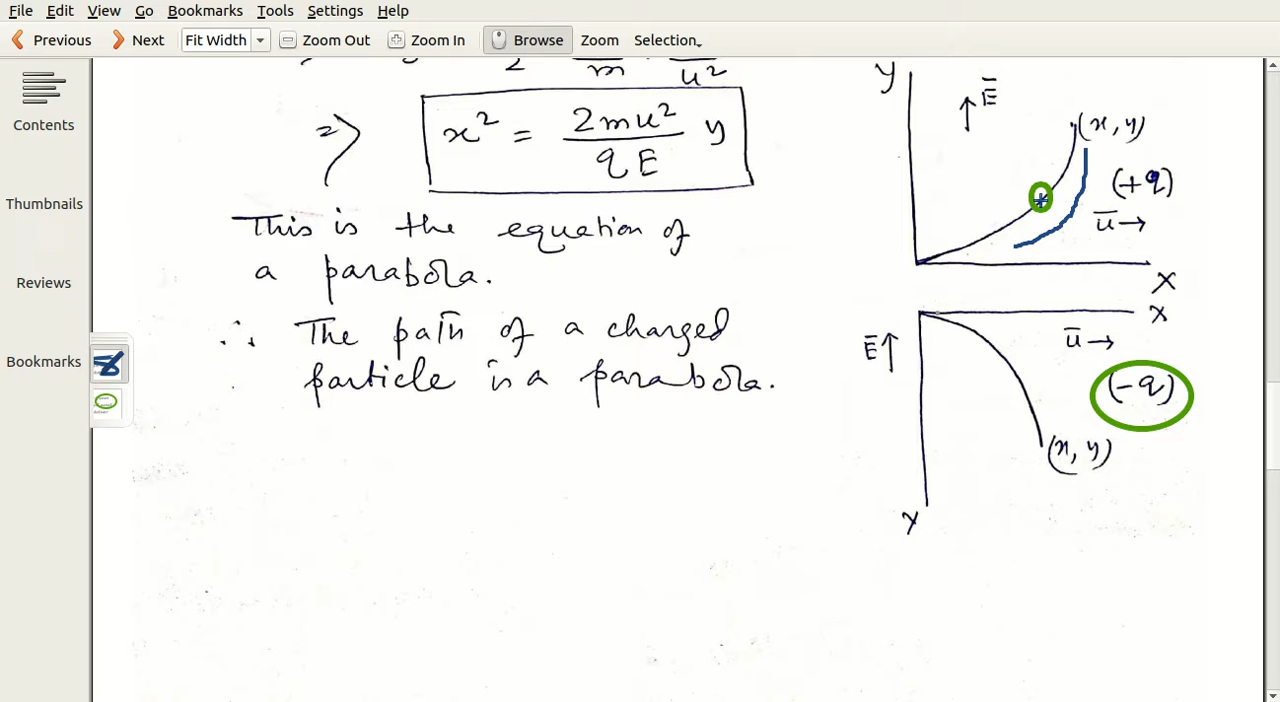 File Edit View Go Bookmarks Tools Settings Help
Previous Next Fit Width Zoom Out Zoom In Browse Zoom Selection
Contents
Thumbnails
Reviews
Bookmarks
2 m u²
⇒ x² = 2mu² / qE y
This is the equation of
a parabola.
∴ The path of a charged
particle is a parabola.
Y
E̅
(x, y)
(+q)
u̅ →
X
X
E̅ ↑
u̅ →
(-q)
(x, y)
Y